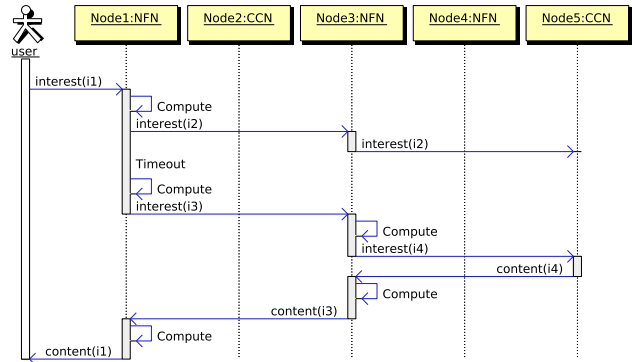 Node1:NFN
Node2:CCN
Node3:NFN
Node4:NFN
Node5:CCN
user
interest(i1)
Compute
interest(i2)
interest(i2)
Timeout
Compute
interest(i3)
Compute
interest(i4)
content(i4)
Compute
content(i3)
Compute
content(i1)